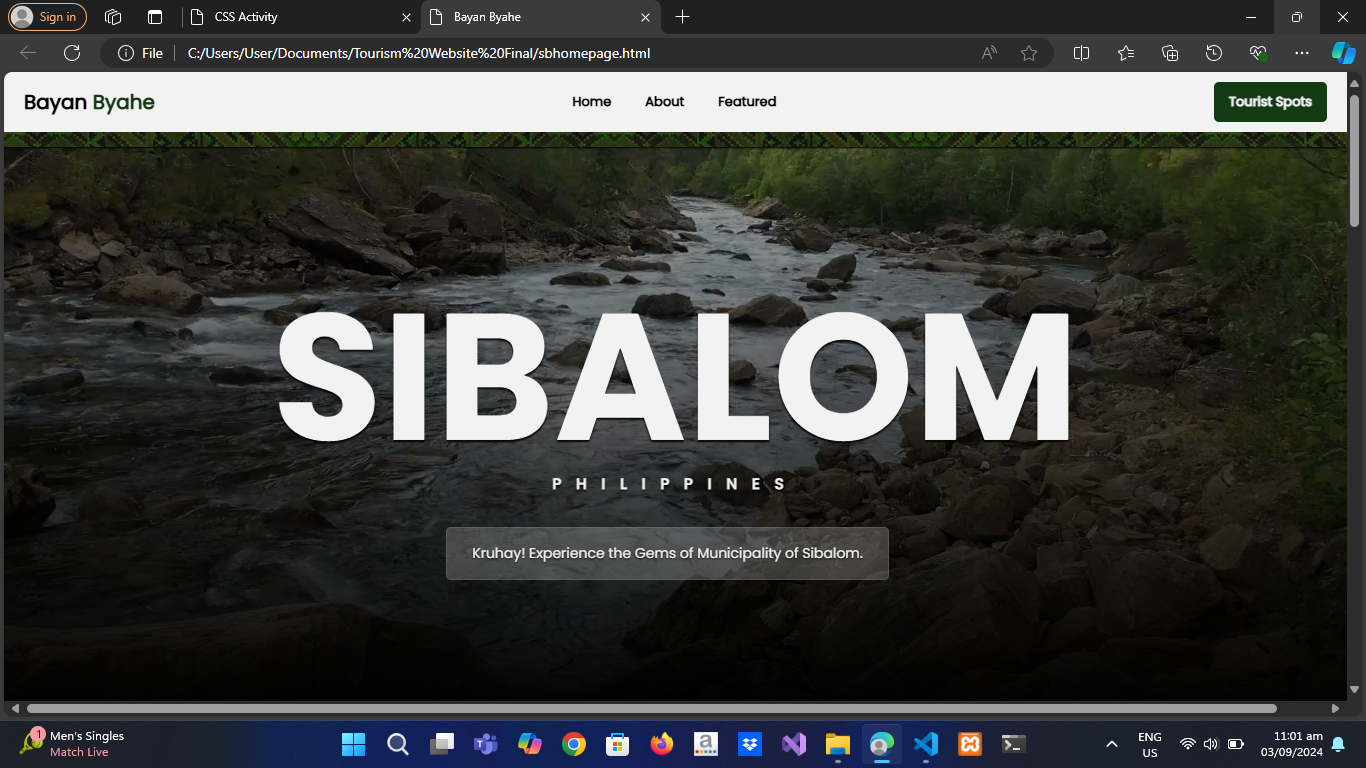 Sign in
CSS Activity
Bayan Byahe
File
C:/Users/User/Documents/Tourism%20Website%20Final/sbhomepage.html
Bayan Byahe
Home
About
Featured
Tourist Spots
SIBALOM
PHILIPPINES
Kruhay! Experience the Gems of Municipality of Sibalom.
1
Men's Singles
Match Live
a
ENG
US
11:01 am
03/09/2024